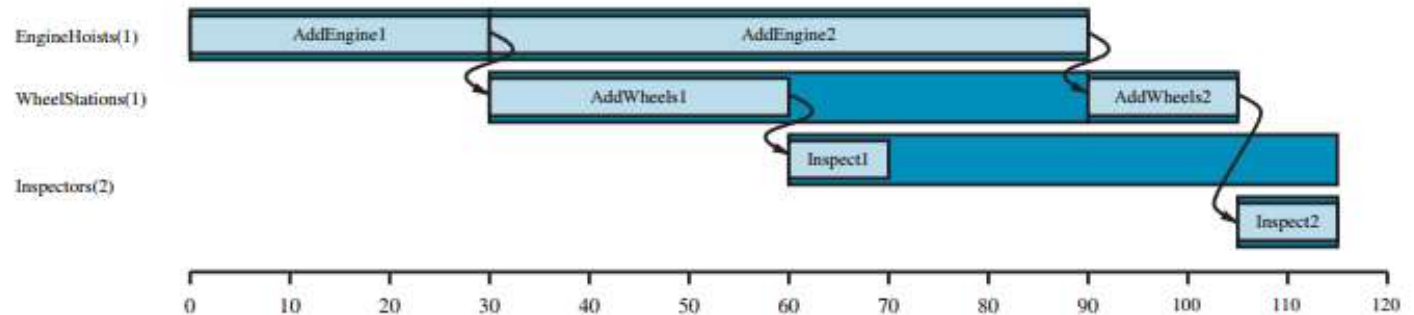 EngineHoists(1)
AddEngine1
AddEngine2
WheelStations(1)
AddWheels1
AddWheels2
Inspectors(2)
Inspect1
Inspect2
0 10 20 30 40 50 60 70 80 90 100 110 120